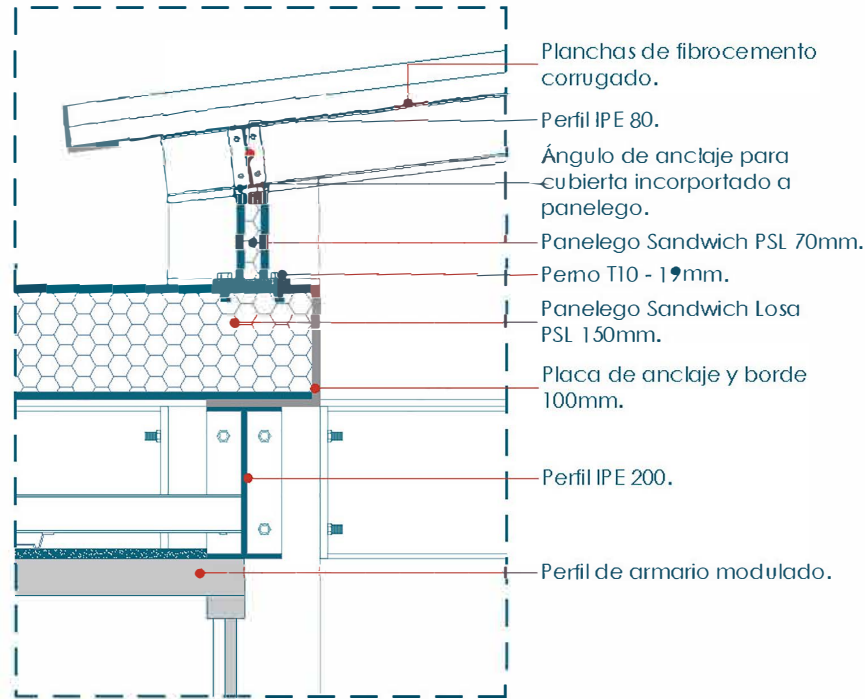 Planchas de fibrocemento
corrugado.
Perfil IPE 80.
Ángulo de anclaje para
cubierta incorportado a
panelego.
Panelego Sandwich PSL 70mm.
Perno T10 - 19mm.
Panelego Sandwich Losa
PSL 150mm.
Placa de anclaje y borde
100mm.
Perfil IPE 200.
Perfil de armario modulado.